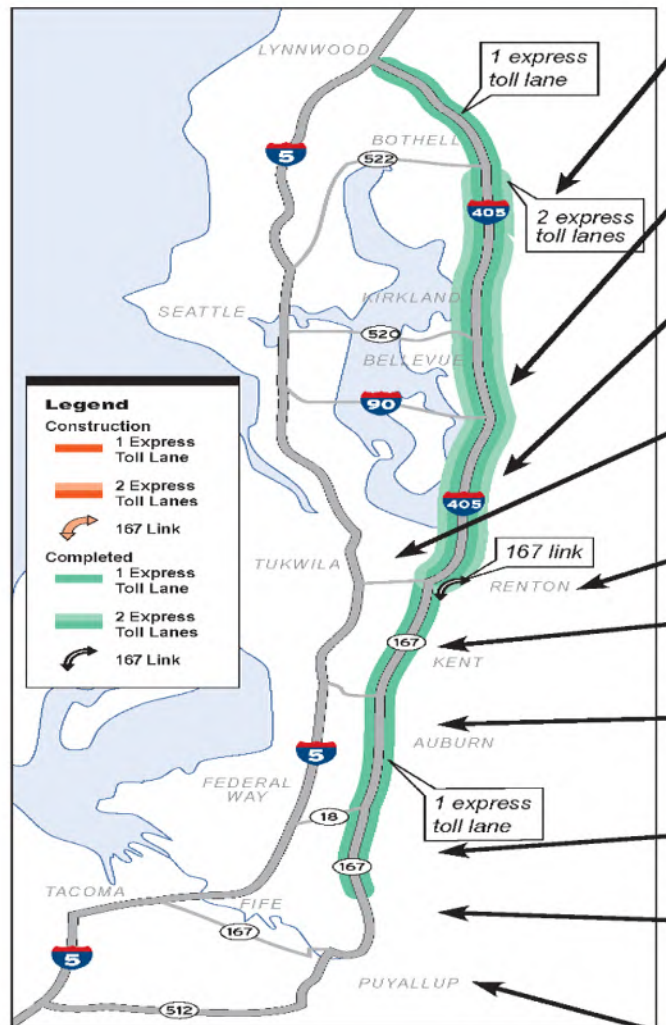 LYNNWOOD
1 express
toll lane
BOTHELL
5
522
405
2 express
toll lanes
KIRKLAND
SEATTLE
520
BELLEVUE
90
Legend
Construction
1 Express
Toll Lane
2 Express
Toll Lanes
167 Link
Completed
1 Express
Toll Lane
2 Express
Toll Lanes
167 Link
405
TUKWILA
167 link
RENTON
167
KENT
5
AUBURN
FEDERAL
WAY
1 express
toll lane
18
167
TACOMA
FIFE
167
5
PUYALLUP
512